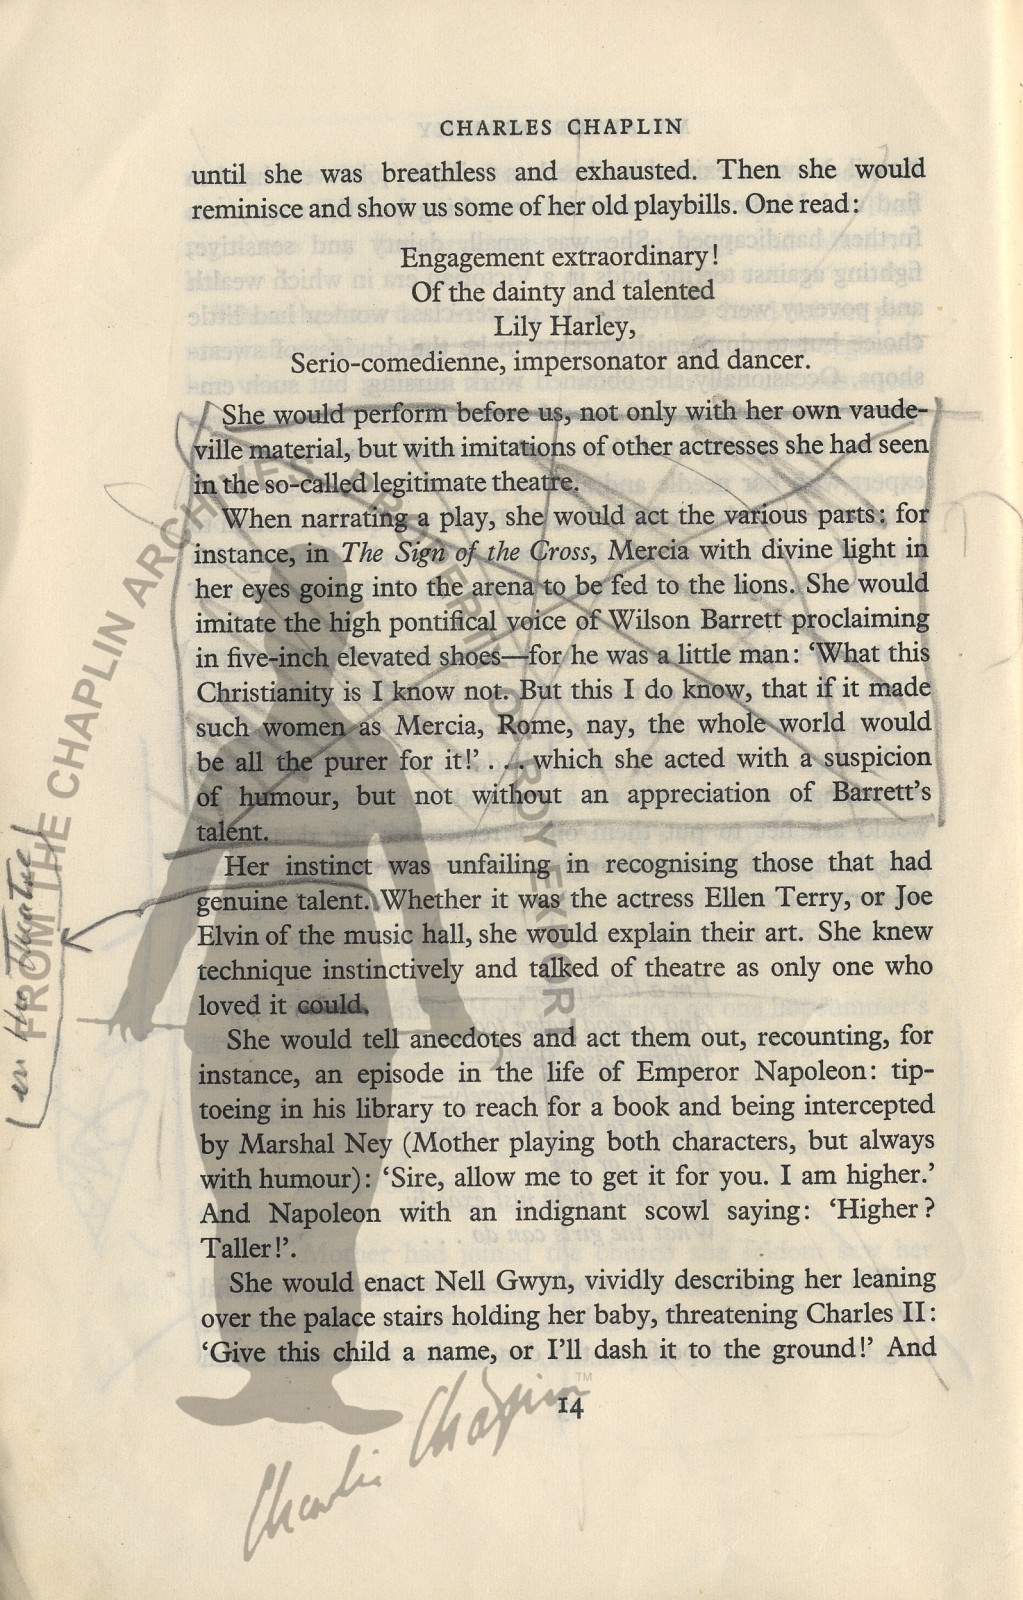 CHARLES CHAPLIN
until she was breathless and exhausted. Then she would
reminisce and show us some of her old playbills. One read:
Engagement extraordinary!
Of the dainty and talented
Lily Harley,
Serio-comedienne, impersonator and dancer.
She would perform before us, not only with her own vaude-
ville material, but with imitations of other actresses she had seen
in the so-called legitimate theatre.
When narrating a play, she would act the various parts: for
instance, in The Sign of the Cross, Mercia with divine light in
her eyes going into the arena to be fed to the lions. She would
imitate the high pontifical voice of Wilson Barrett proclaiming
in five-inch elevated shoes—for he was a little man: ‘What this
Christianity is I know not. But this I do know, that if it made
such women as Mercia, Rome, nay, the whole world would
be all the purer for it!’ . . . which she acted with a suspicion
of humour, but not without an appreciation of Barrett’s
talent.
Her instinct was unfailing in recognising those that had
genuine talent. Whether it was the actress Ellen Terry, or Joe
Elvin of the music hall, she would explain their art. She knew
technique instinctively and talked of theatre as only one who
loved it could.
She would tell anecdotes and act them out, recounting, for
instance, an episode in the life of Emperor Napoleon: tip-
toeing in his library to reach for a book and being intercepted
by Marshal Ney (Mother playing both characters, but always
with humour): ‘Sire, allow me to get it for you. I am higher.’
And Napoleon with an indignant scowl saying: ‘Higher?
Taller!’.
She would enact Nell Gwyn, vividly describing her leaning
over the palace stairs holding her baby, threatening Charles II:
‘Give this child a name, or I’ll dash it to the ground!’ And
14
in the Theatre
FROM THE CHAPLIN ARCHIVES PROPERTY OF ROY EXPORT
Charlie Chaplin™